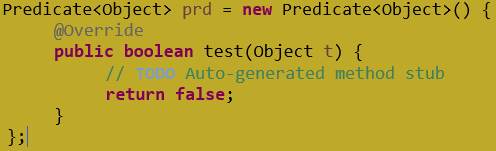 Predicate<Object> prd = new Predicate<Object>() {
@Override
public boolean test(Object t) {
// TODO Auto-generated method stub
return false;
}
};